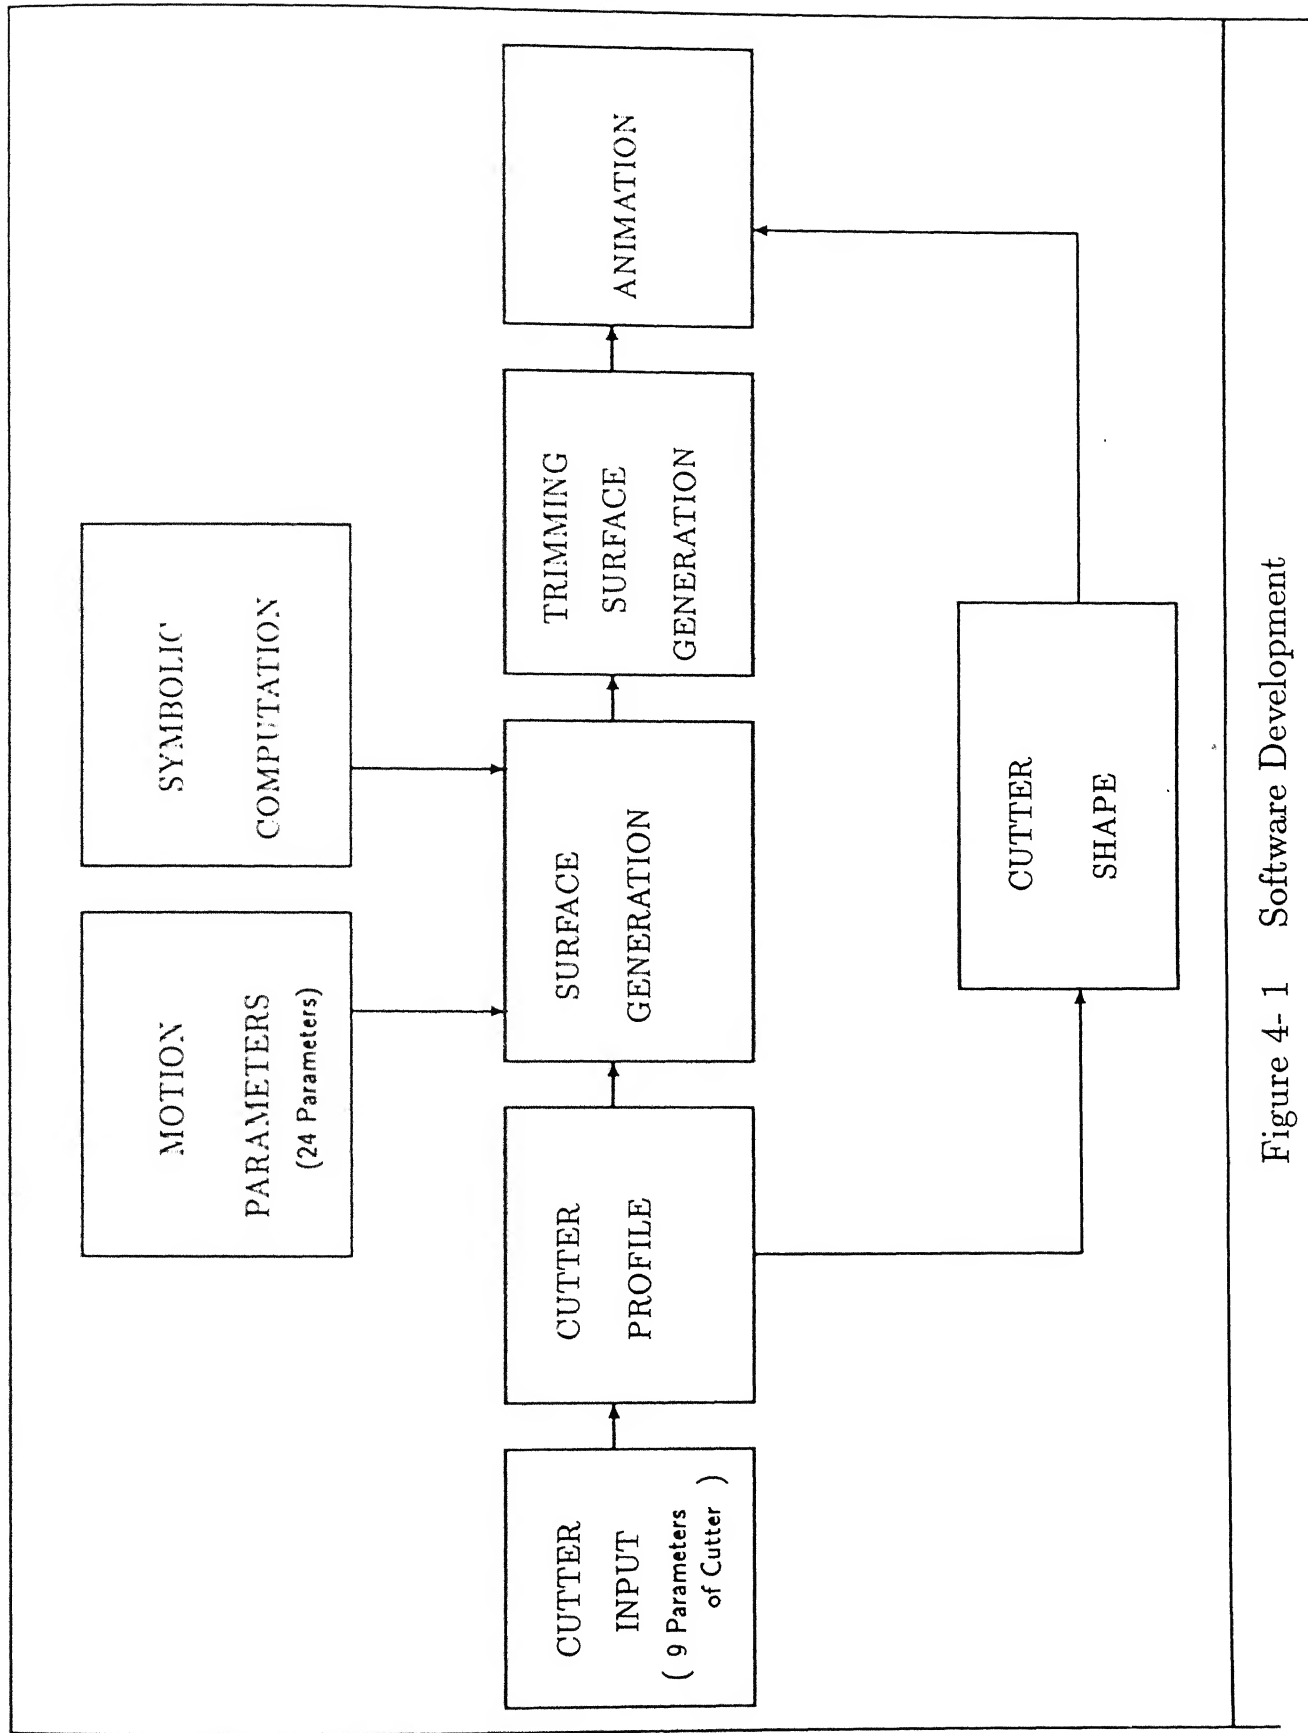 MOTION
PARAMETERS
(24 Parameters)
SYMBOLIC
COMPUTATION
CUTTER
INPUT
( 9 Parameters
of Cutter )
CUTTER
PROFILE
SURFACE
GENERATION
TRIMMING
SURFACE
GENERATION
ANIMATION
CUTTER
SHAPE
Figure 4- 1 Software Development